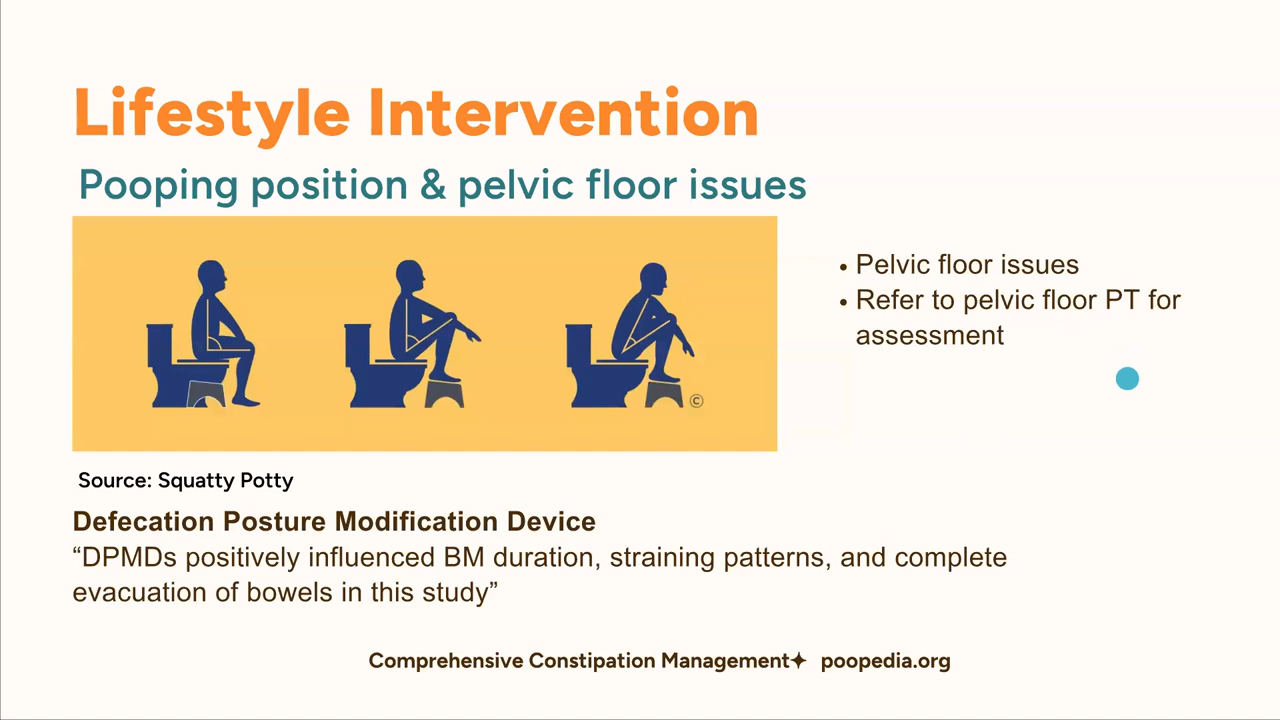 Lifestyle Intervention
Pooping position & pelvic floor issues
©
• Pelvic floor issues
• Refer to pelvic floor PT for
assessment
Source: Squatty Potty
Defecation Posture Modification Device
“DPMDs positively influenced BM duration, straining patterns, and complete
evacuation of bowels in this study”
Comprehensive Constipation Management✦ poopedia.org